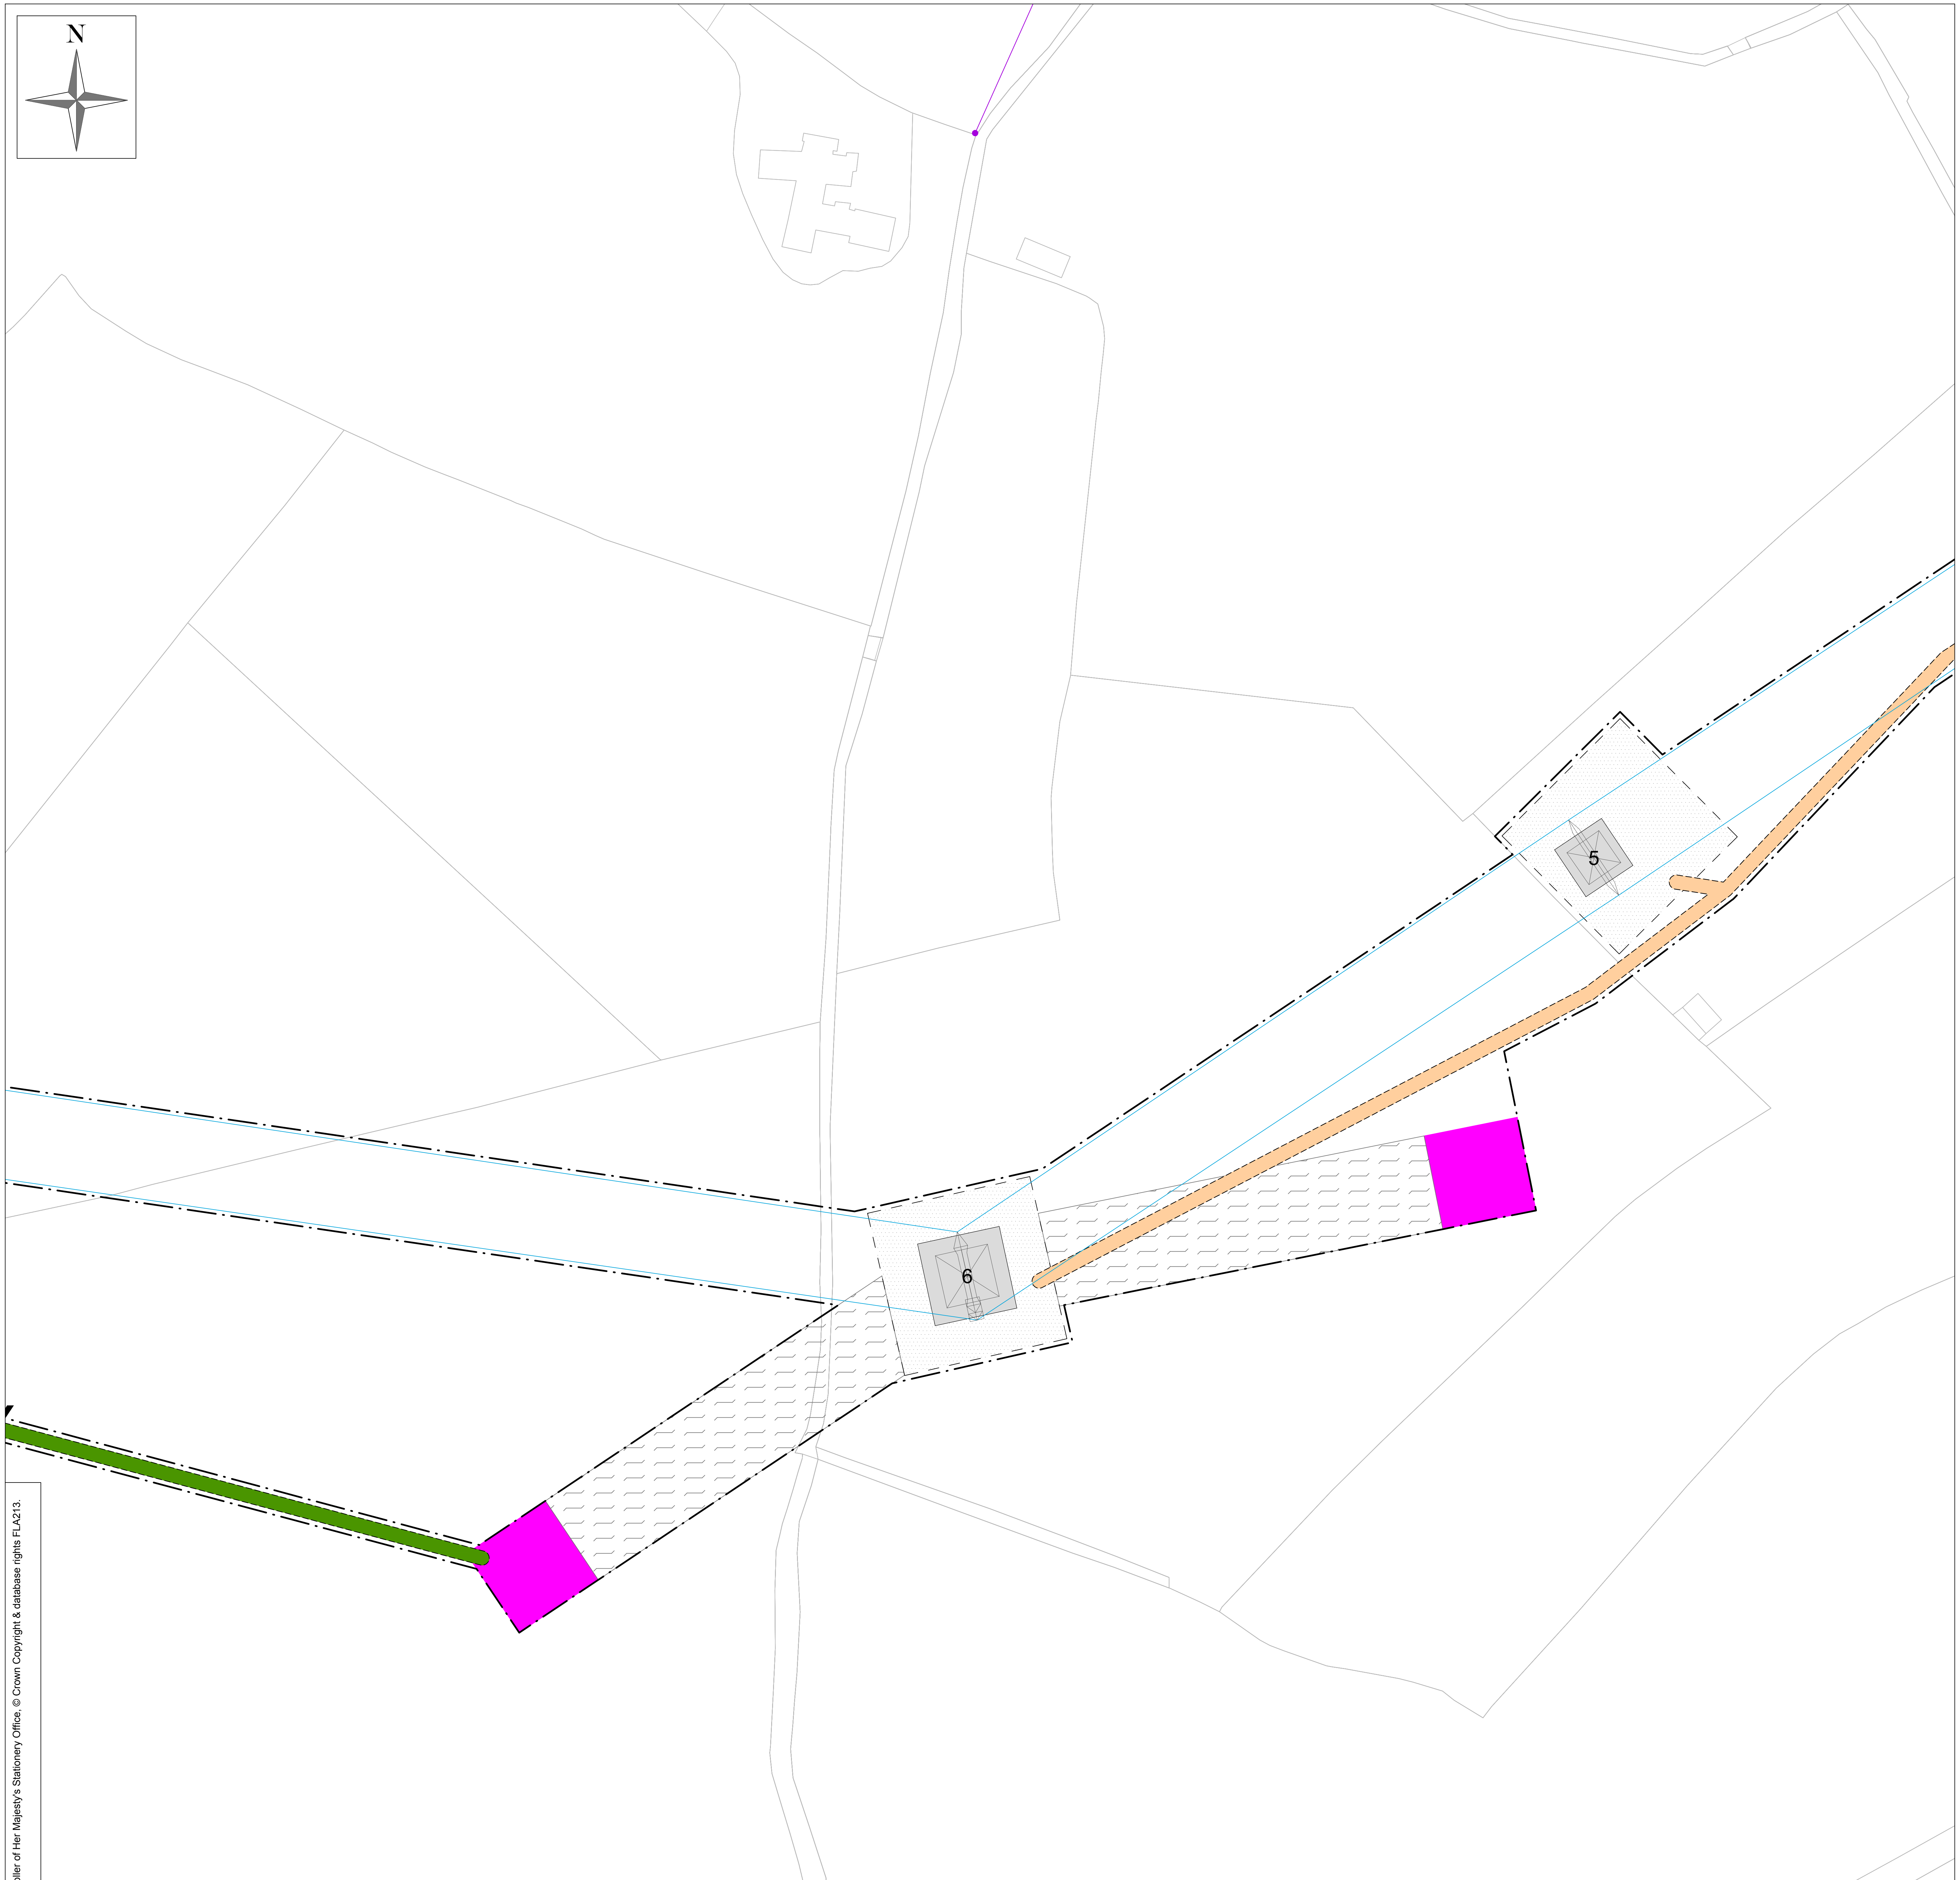 N
5
6
oller of Her Majesty's Stationery Office, © Crown Copyright & database rights FLA213.